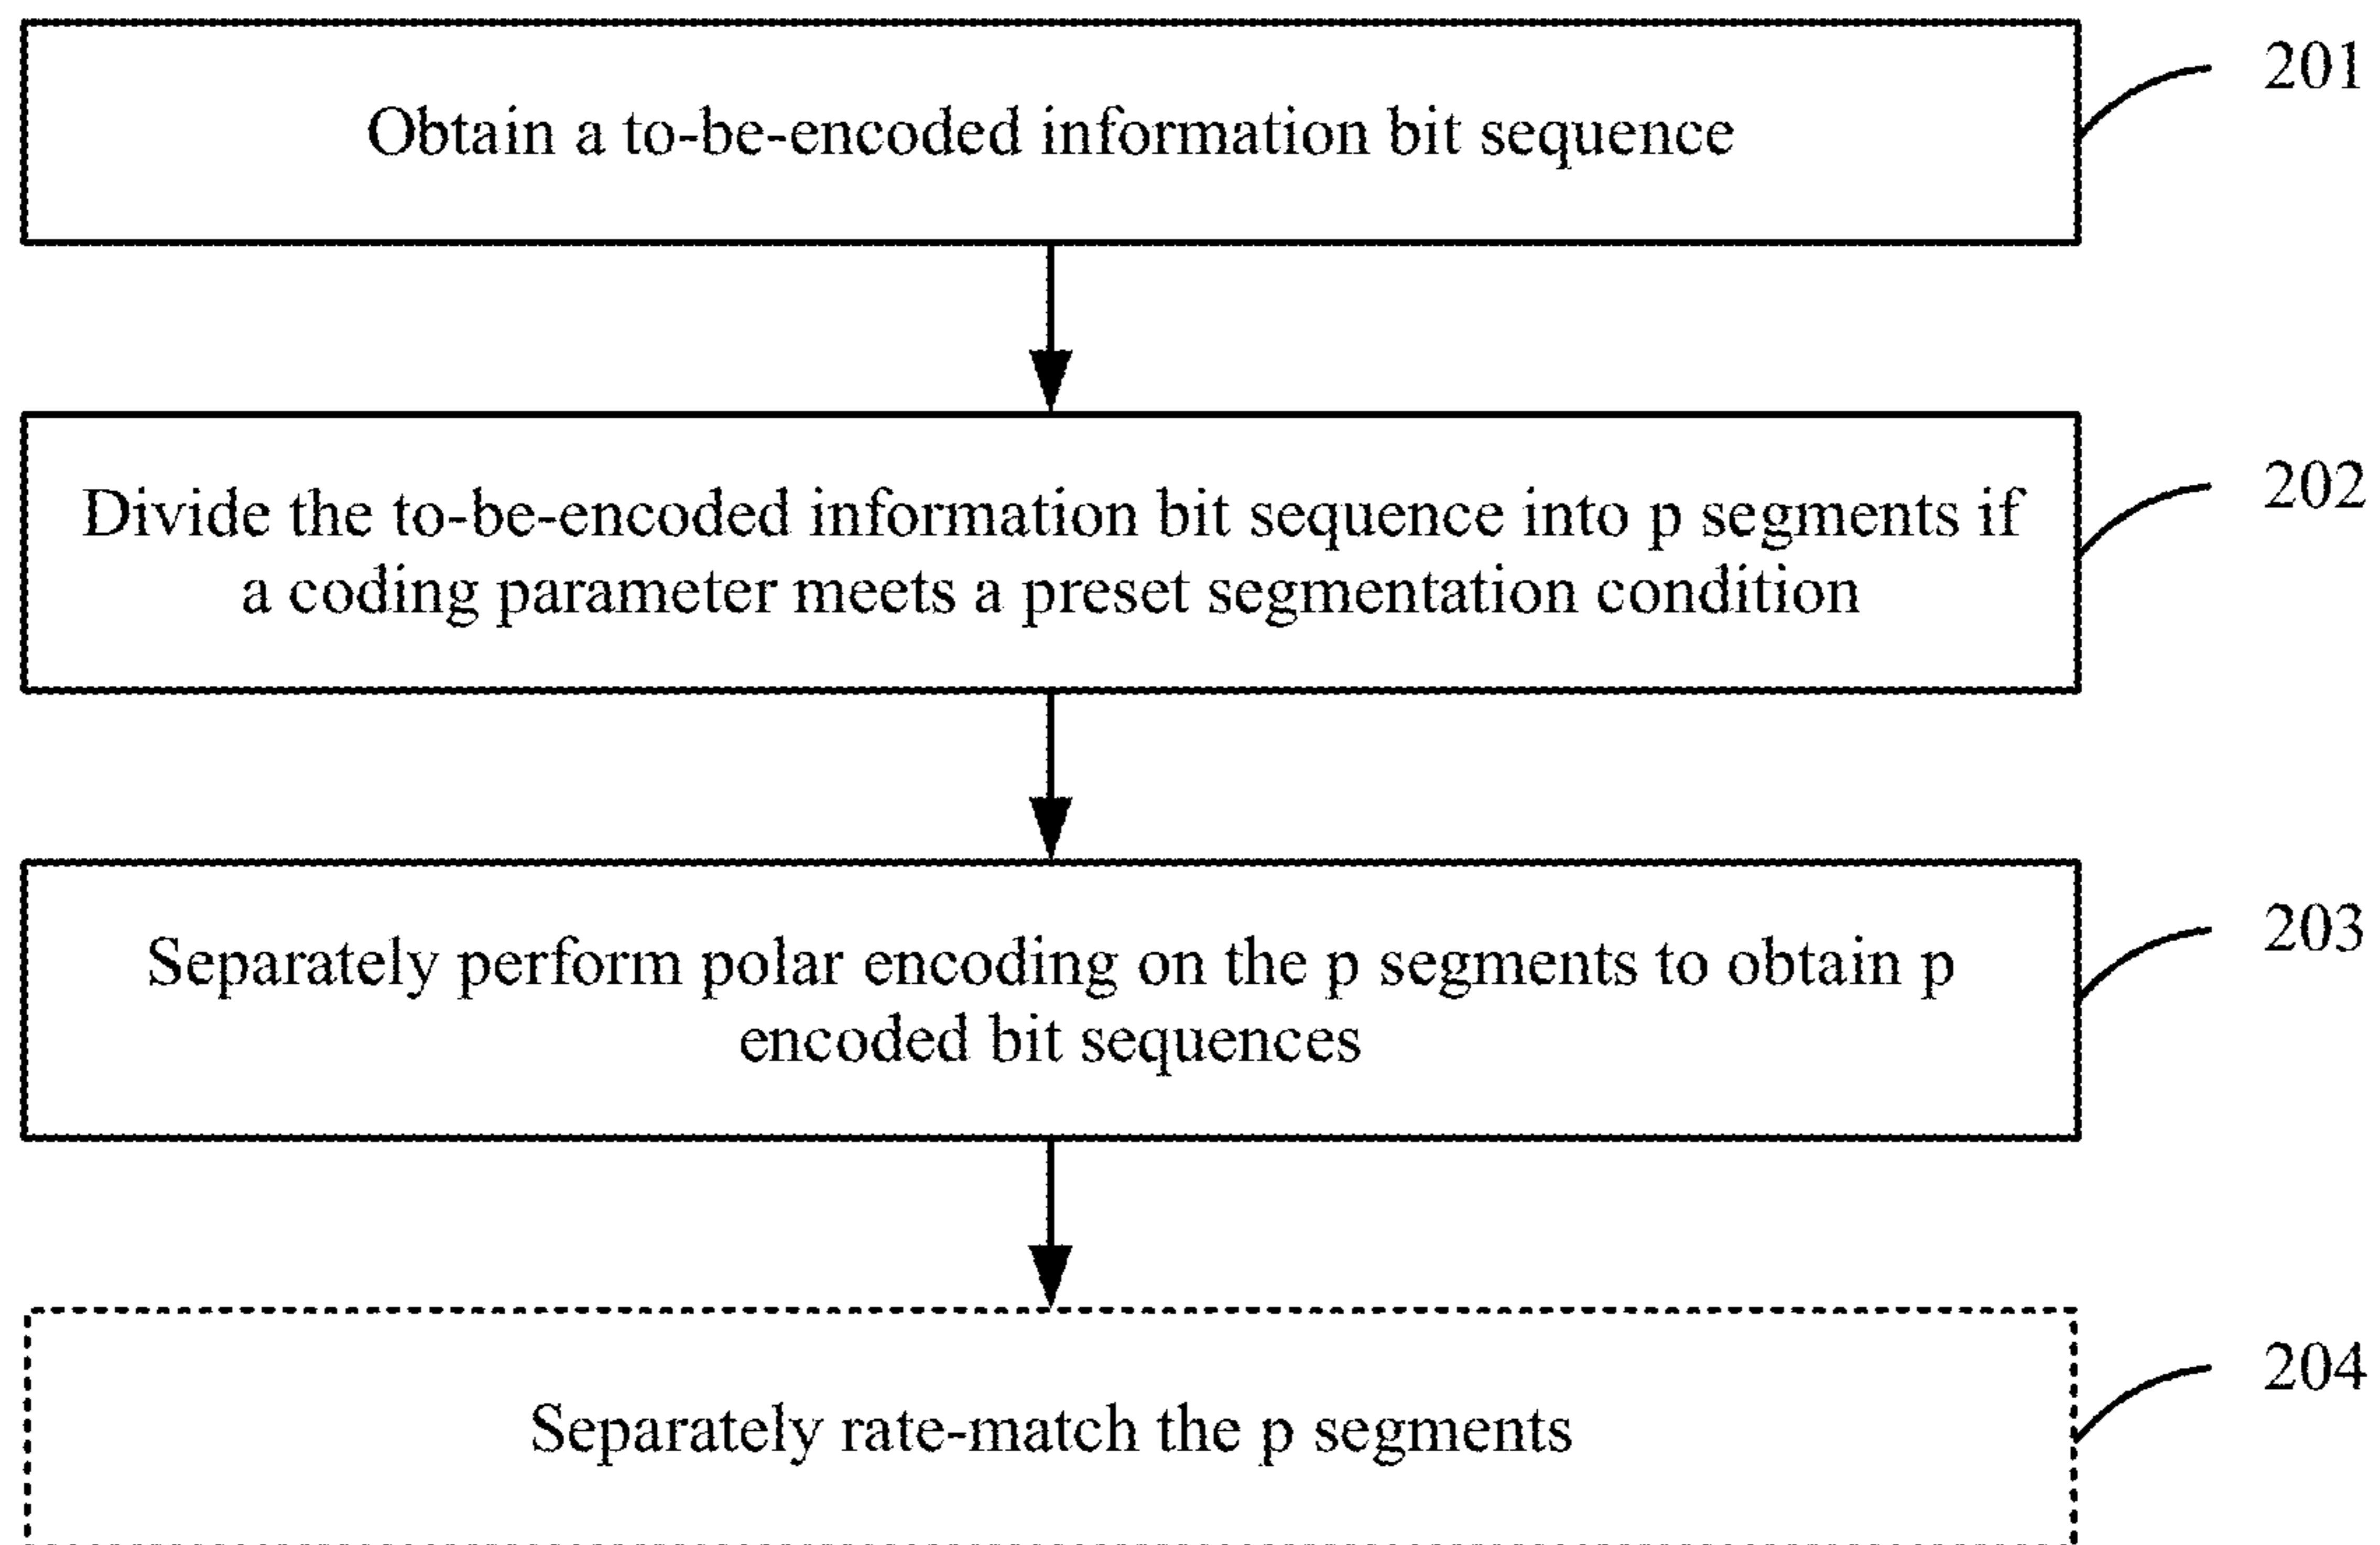 Obtain a to-be-encoded information bit sequence
201
Divide the to-be-encoded information bit sequence into p segments if
a coding parameter meets a preset segmentation condition
202
Separately perform polar encoding on the p segments to obtain p
encoded bit sequences
203
Separately rate-match the p segments
204